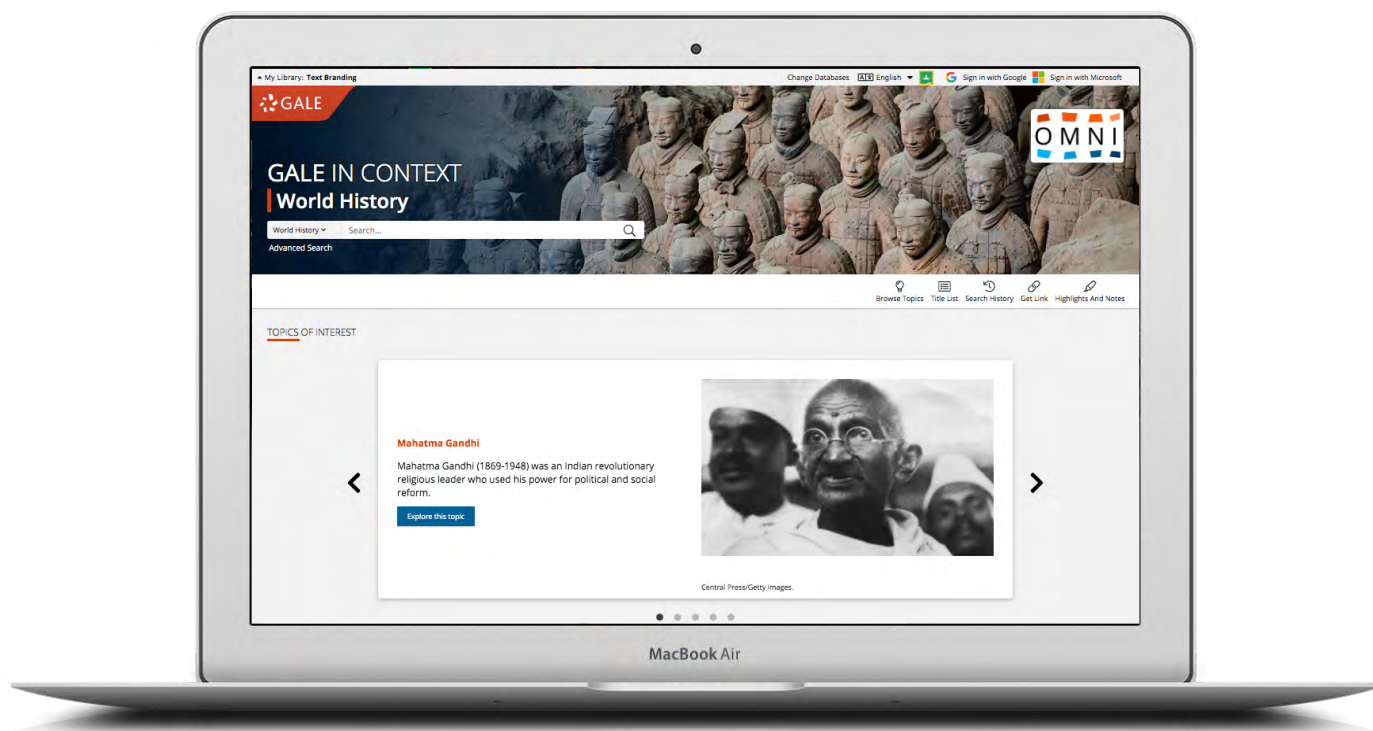 My Library: Text Branding
Change Databases
English
Sign in with Google
Sign in with Microsoft
GALE
OMNI
GALE IN CONTEXT
World History
World History
Search...
Advanced Search
Browse Topics
Title List
Search History
Get Link
Highlights And Notes
TOPICS OF INTEREST
Mahatma Gandhi
Mahatma Gandhi (1869-1948) was an Indian revolutionary
religious leader who used his power for political and social
reform.
Explore this topic
Central Press/Getty Images.
MacBook Air